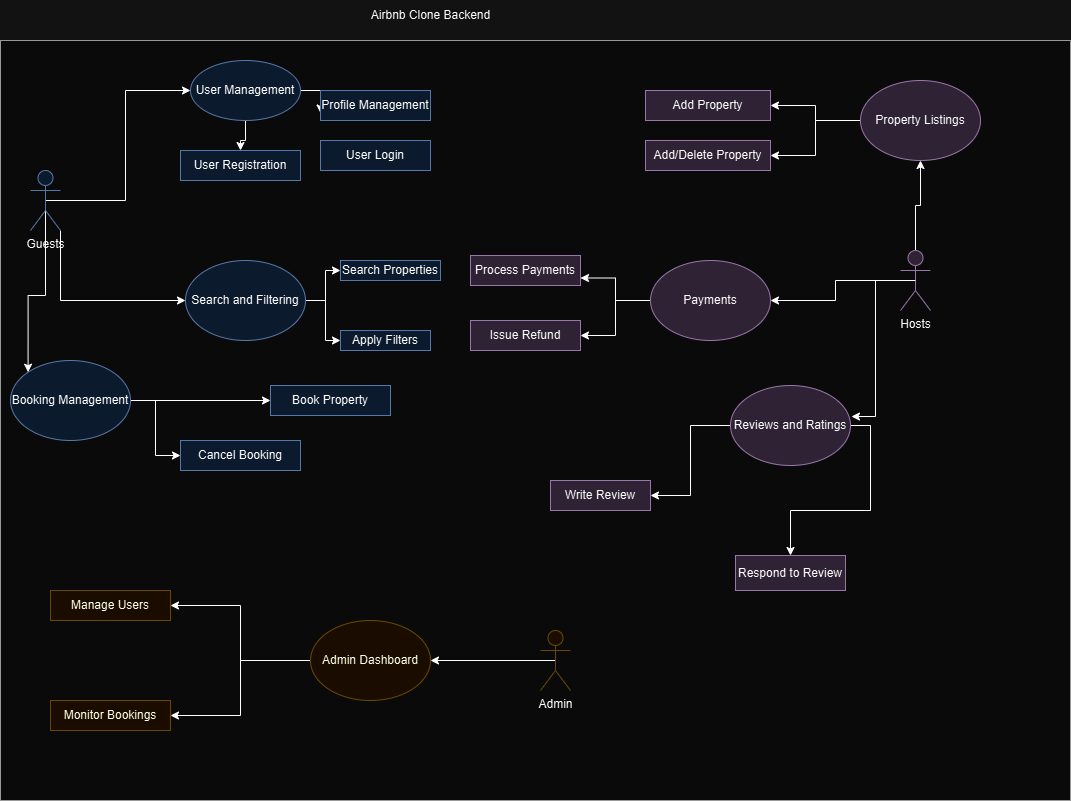 Airbnb Clone Backend
User Management
Profile Management
User Login
User Registration
Guests
Search and Filtering
Search Properties
Apply Filters
Booking Management
Book Property
Cancel Booking
Add Property
Add/Delete Property
Property Listings
Process Payments
Issue Refund
Payments
Hosts
Reviews and Ratings
Write Review
Respond to Review
Manage Users
Monitor Bookings
Admin Dashboard
Admin